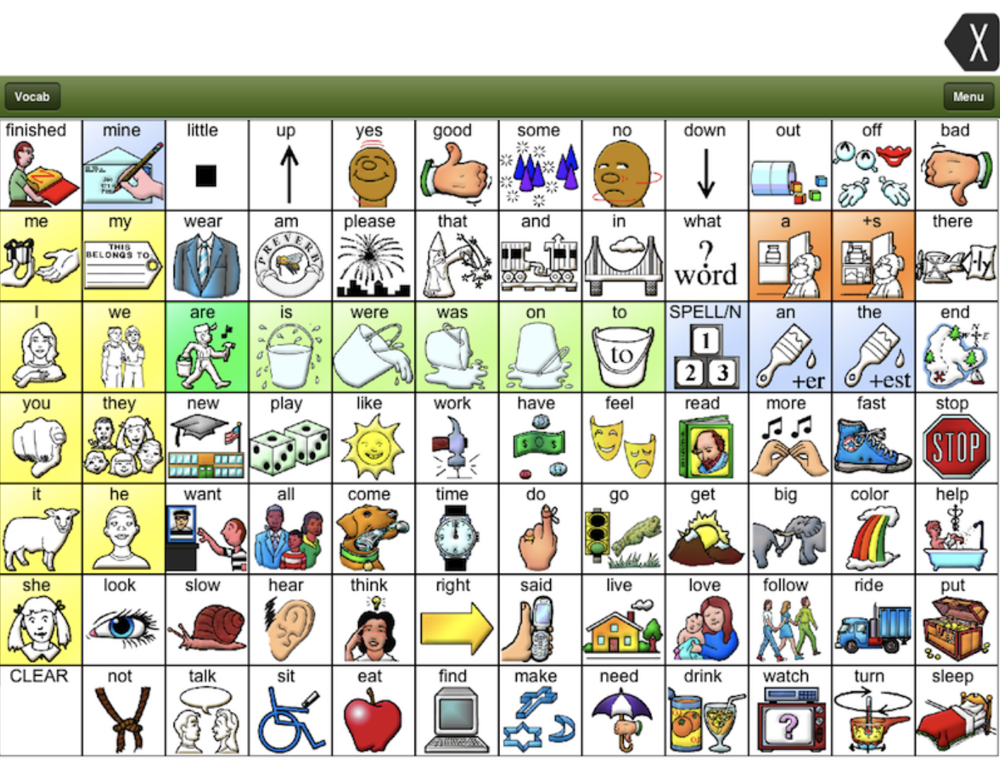 X
Vocab Menu
finished mine little up yes good some no down out off bad
me my wear am please that and in what a +s there
THIS
BELONGS TO:
PREVERB
?
word
-ly
I we are is were was on to SPELL/N an the end
to
1
2 3
+er
+est
N
W E
you they new play like work have feel read more fast stop
$ $
STOP
it he want all come time do go get big color help
she look slow hear think right said live love follow ride put
CLEAR not talk sit eat find make need drink watch turn sleep
?